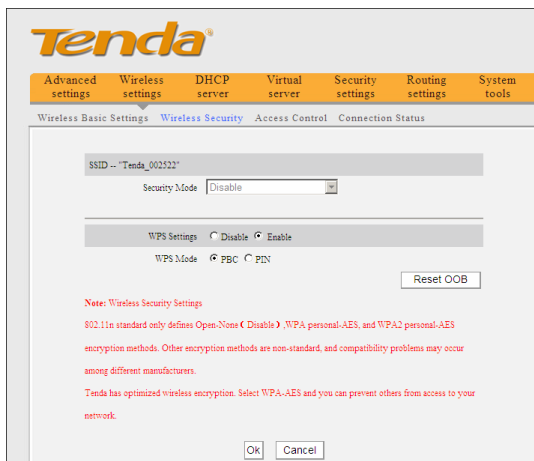 Tenda
Advanced settings Wireless settings DHCP server Virtual server Security settings Routing settings System tools
Wireless Basic Settings Wireless Security Access Control Connection Status
SSID -- "Tenda_002522"
Security Mode Disable
WPS Settings Disable Enable
WPS Mode PBC PIN
Reset OOB
Note: Wireless Security Settings
802.11n standard only defines Open-None ( Disable ) ,WPA personal-AES, and WPA2 personal-AES
encryption methods. Other encryption methods are non-standard, and compatibility problems may occur
among different manufacturers.
Tenda has optimized wireless encryption. Select WPA-AES and you can prevent others from access to your
network.
Ok Cancel